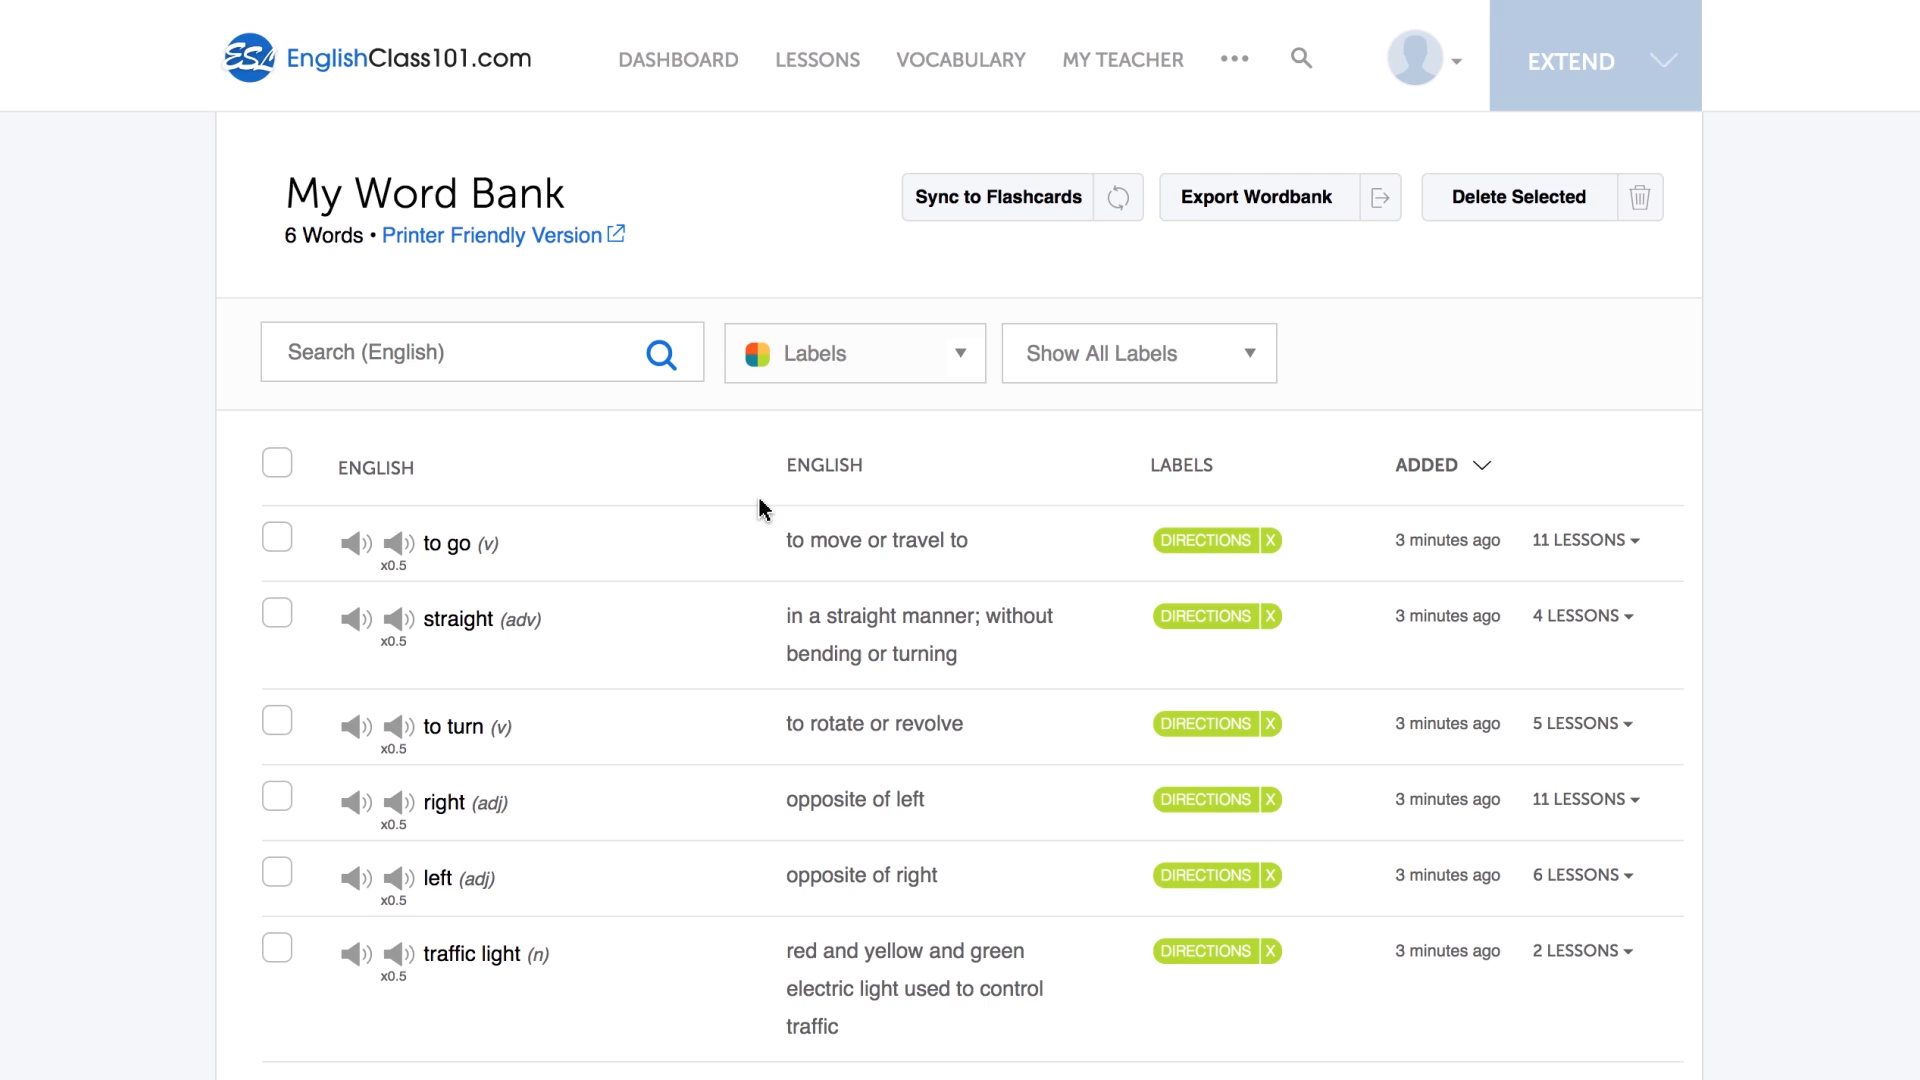 ESL EnglishClass101.com DASHBOARD LESSONS VOCABULARY MY TEACHER EXTEND
My Word Bank
6 Words • Printer Friendly Version
Sync to Flashcards Export Wordbank Delete Selected
Search (English) Labels Show All Labels
ENGLISH ENGLISH LABELS ADDED
to go (v) to move or travel to DIRECTIONS X 3 minutes ago 11 LESSONS
x0.5
straight (adv) in a straight manner; without DIRECTIONS X 3 minutes ago 4 LESSONS
x0.5 bending or turning
to turn (v) to rotate or revolve DIRECTIONS X 3 minutes ago 5 LESSONS
x0.5
right (adj) opposite of left DIRECTIONS X 3 minutes ago 11 LESSONS
x0.5
left (adj) opposite of right DIRECTIONS X 3 minutes ago 6 LESSONS
x0.5
traffic light (n) red and yellow and green DIRECTIONS X 3 minutes ago 2 LESSONS
x0.5 electric light used to control
traffic